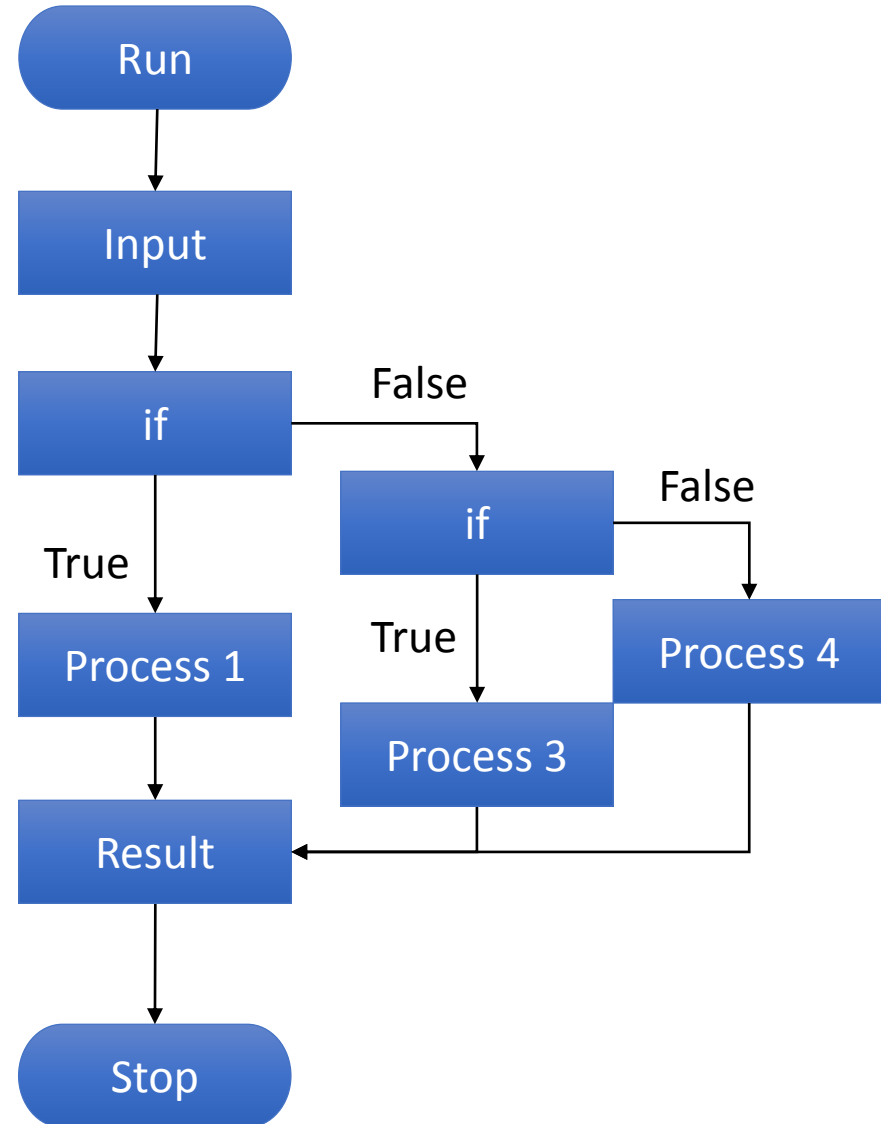 Run
Input
if
False
if
False
True
True
Process 1
Process 4
Process 3
Result
Stop